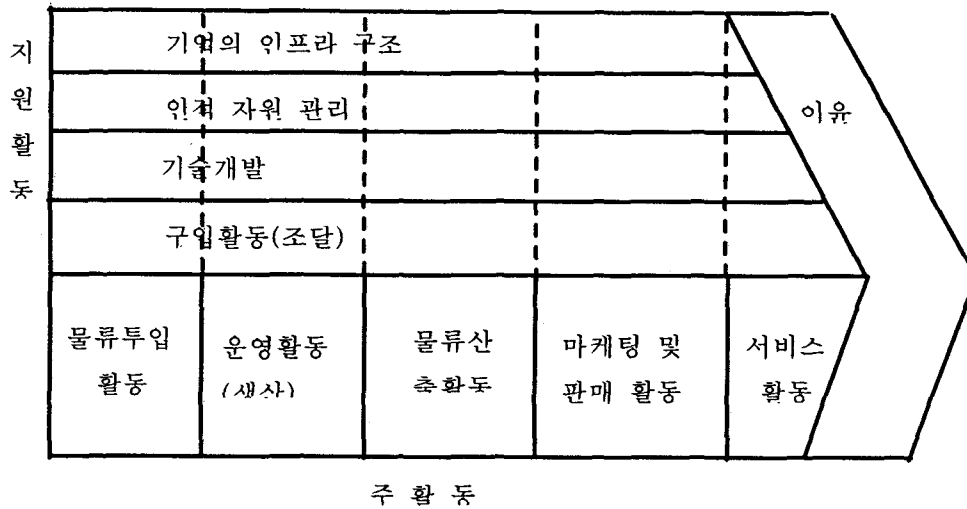 지원활동
기업의 인프라 구조
인적 자원 관리
기술개발
구입활동(조달)
이윤
물류투입
활동
운영활동
(생산)
물류산
출활동
마케팅 및
판매 활동
서비스
활동
주 활 동